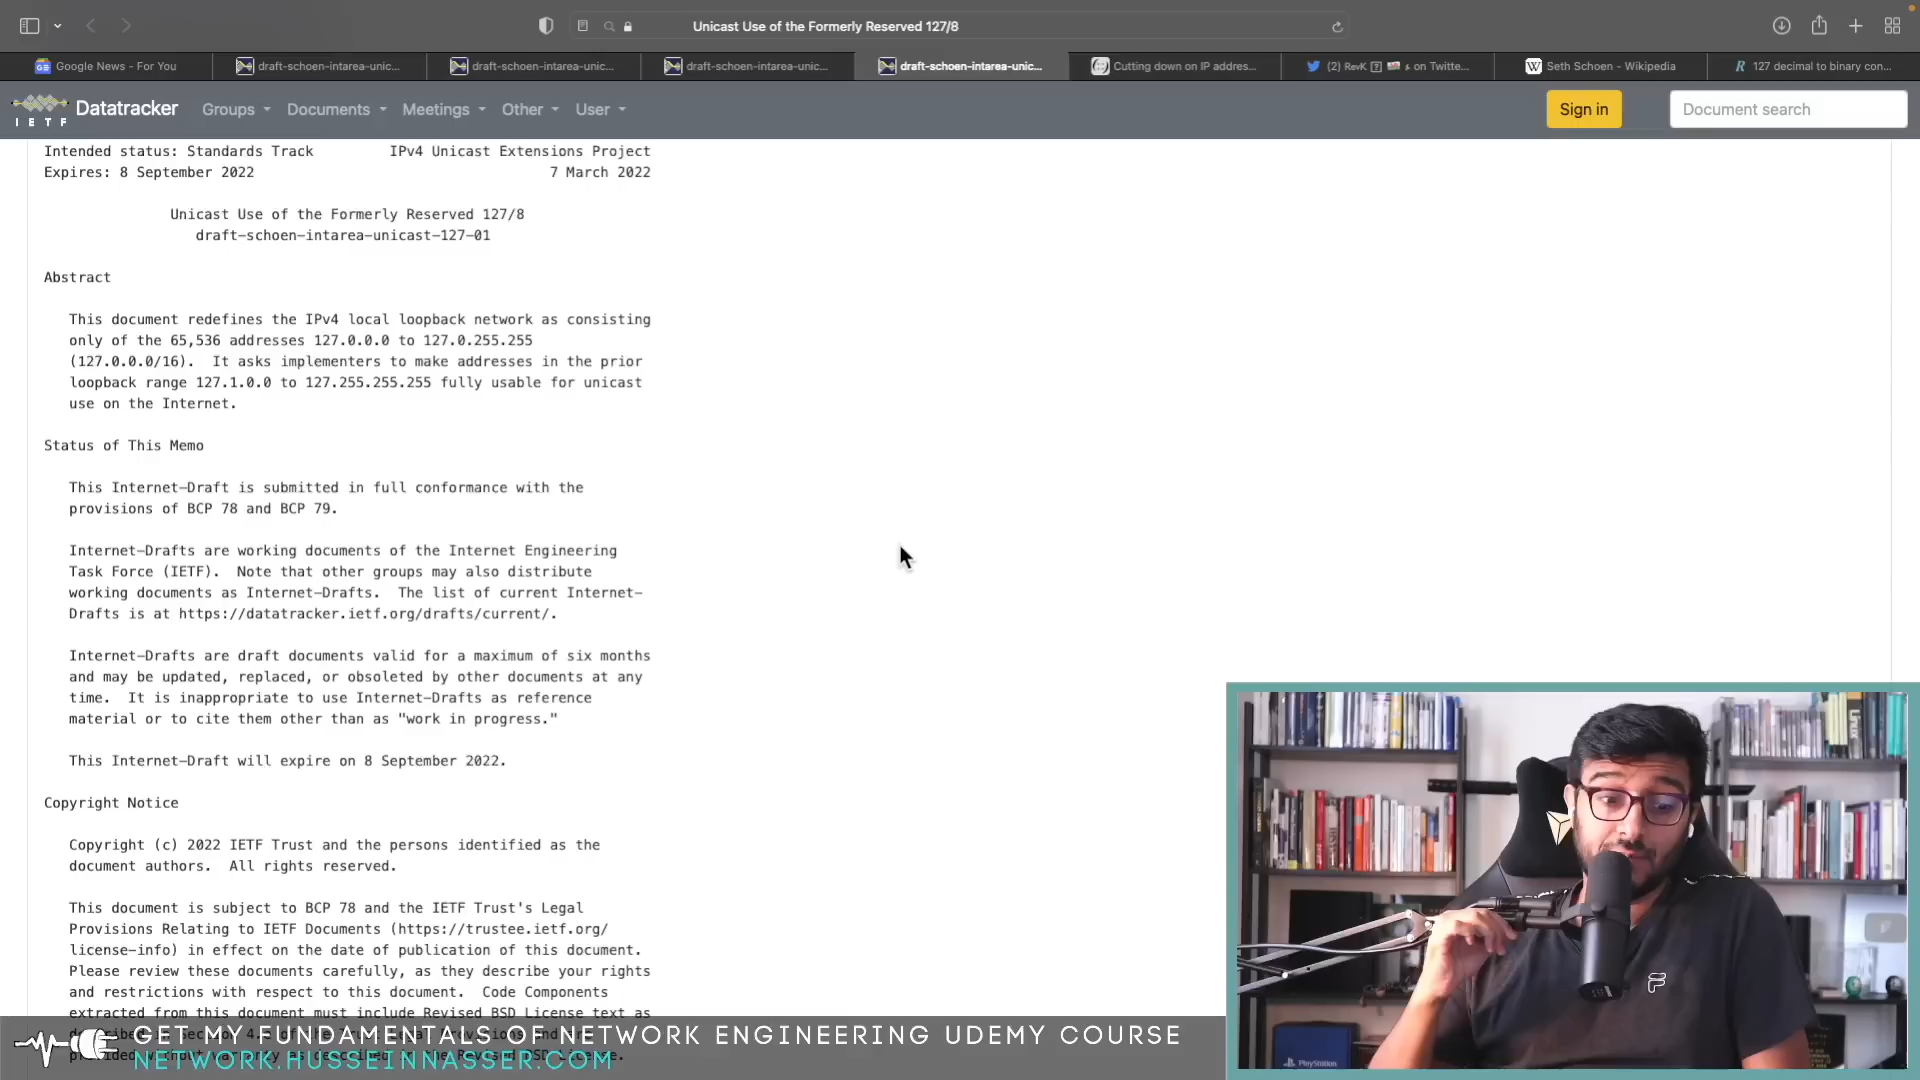 Unicast Use of the Formerly Reserved 127/8
Google News - For You
draft-schoen-intarea-unic...
draft-schoen-intarea-unic...
draft-schoen-intarea-unic...
draft-schoen-intarea-unic...
Cutting down on IP addres...
(2) RevK
on Twitte...
Seth Schoen - Wikipedia
127 decimal to binary con...
IETF
Datatracker
Groups
Documents
Meetings
Other
User
Sign in
Document search
Intended status: Standards Track IPv4 Unicast Extensions Project
Expires: 8 September 2022 7 March 2022
Unicast Use of the Formerly Reserved 127/8
draft-schoen-intarea-unicast-127-01
Abstract
This document redefines the IPv4 local loopback network as consisting
only of the 65,536 addresses 127.0.0.0 to 127.0.255.255
(127.0.0.0/16). It asks implementers to make addresses in the prior
loopback range 127.1.0.0 to 127.255.255.255 fully usable for unicast
use on the Internet.
Status of This Memo
This Internet-Draft is submitted in full conformance with the
provisions of BCP 78 and BCP 79.
Internet-Drafts are working documents of the Internet Engineering
Task Force (IETF). Note that other groups may also distribute
working documents as Internet-Drafts. The list of current Internet-
Drafts is at https://datatracker.ietf.org/drafts/current/.
Internet-Drafts are draft documents valid for a maximum of six months
and may be updated, replaced, or obsoleted by other documents at any
time. It is inappropriate to use Internet-Drafts as reference
material or to cite them other than as "work in progress."
This Internet-Draft will expire on 8 September 2022.
Copyright Notice
Copyright (c) 2022 IETF Trust and the persons identified as the
document authors. All rights reserved.
This document is subject to BCP 78 and the IETF Trust's Legal
Provisions Relating to IETF Documents (https://trustee.ietf.org/
license-info) in effect on the date of publication of this document.
Please review these documents carefully, as they describe your rights
and restrictions with respect to this document. Code Components
extracted from this document must include Revised BSD License text as
GET MY FUNDAMENTALS OF NETWORK ENGINEERING UDEMY COURSE
NETWORK.HUSSEINNASSER.COM
PlayStation